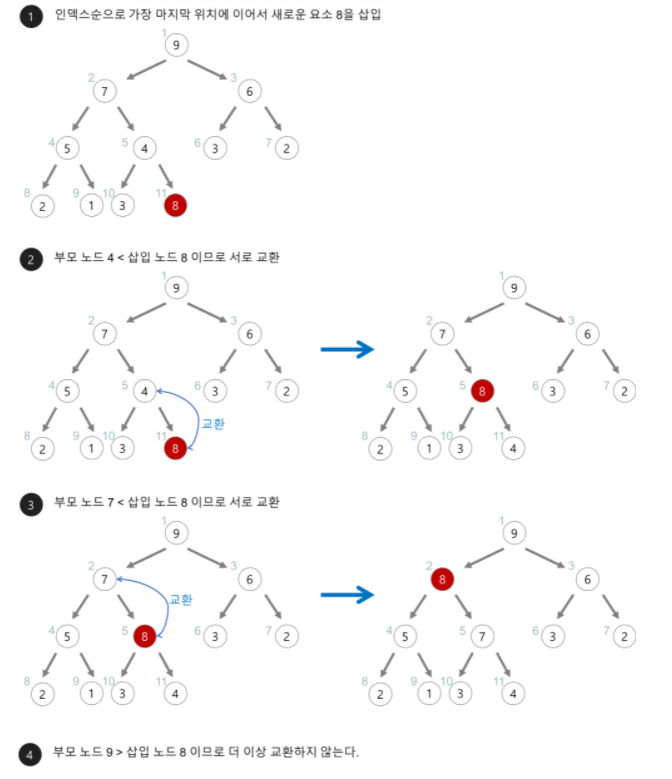 1 인덱스순으로 가장 마지막 위치에 이어서 새로운 요소 8을 삽입
1
9
2 3
7 6
4 5 6 7
5 4 3 2
8 9 10 11
2 1 3 8
2 부모 노드 4 < 삽입 노드 8 이므로 서로 교환
1 1
9 9
2 3 2 3
7 6 7 6
4 5 6 7 4 5 6 7
5 4 3 2 5 8 3 2
교환
8 9 10 11 8 9 10 11
2 1 3 8 2 1 3 4
3 부모 노드 7 < 삽입 노드 8 이므로 서로 교환
1 1
9 9
2 3 2 3
7 6 8 6
교환
4 5 6 7 4 5 6 7
5 8 3 2 5 7 3 2
8 9 10 11 8 9 10 11
2 1 3 4 2 1 3 4
4 부모 노드 9 > 삽입 노드 8 이므로 더 이상 교환하지 않는다.